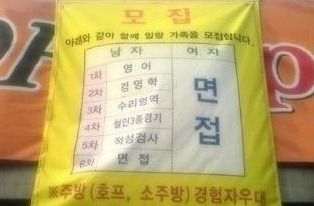 모집
아래와 같이 함께 일할 가족을 모집합니다.
남자 여자
1차 영어 면접
2차 경영학
3차 수리영역
4차 철인3종경기
5차 적성검사
6차 면접
※주방(호프, 소주방) 경험자우대